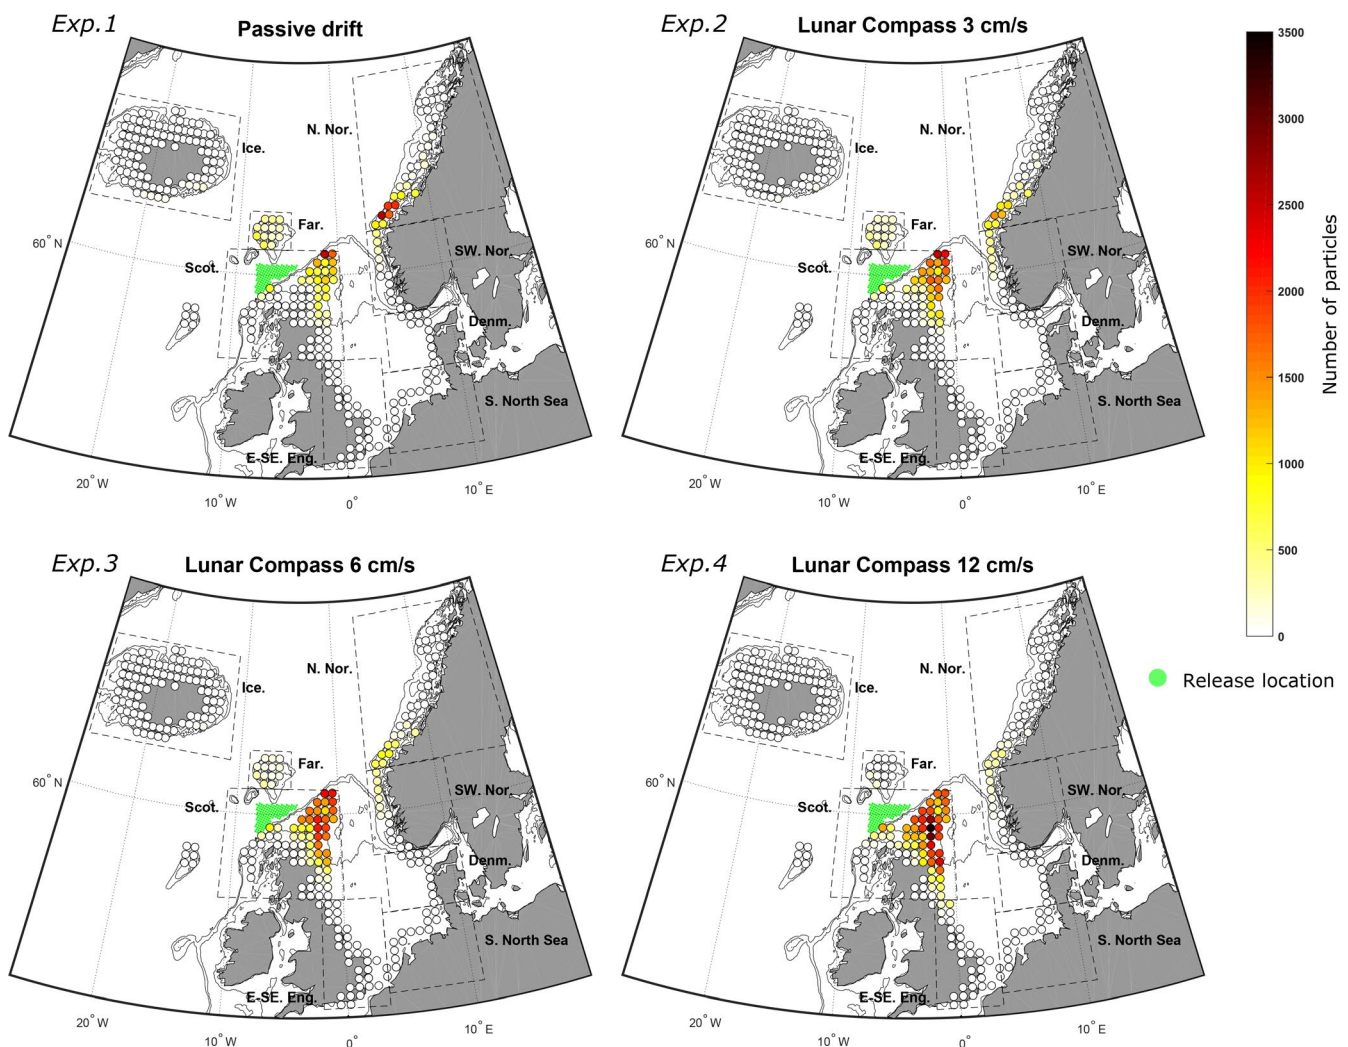 Exp.1
Passive drift
N. Nor.
Ice.
Far.
60° N
SW. Nor.
Scot.
Denm.
S. North Sea
E-SE. Eng.
20° W
10° W
0°
10° E
Exp.2
Lunar Compass 3 cm/s
N. Nor.
Ice.
Far.
60° N
SW. Nor.
Scot.
Denm.
S. North Sea
E-SE. Eng.
20° W
10° W
0°
10° E
3500
3000
2500
2000
1500
1000
500
0
Number of particles
Release location
Exp.3
Lunar Compass 6 cm/s
N. Nor.
Ice.
Far.
60° N
SW. Nor.
Scot.
Denm.
S. North Sea
E-SE. Eng.
20° W
10° W
0°
10° E
Exp.4
Lunar Compass 12 cm/s
N. Nor.
Ice.
Far.
60° N
SW. Nor.
Scot.
Denm.
S. North Sea
E-SE. Eng.
20° W
10° W
0°
10° E